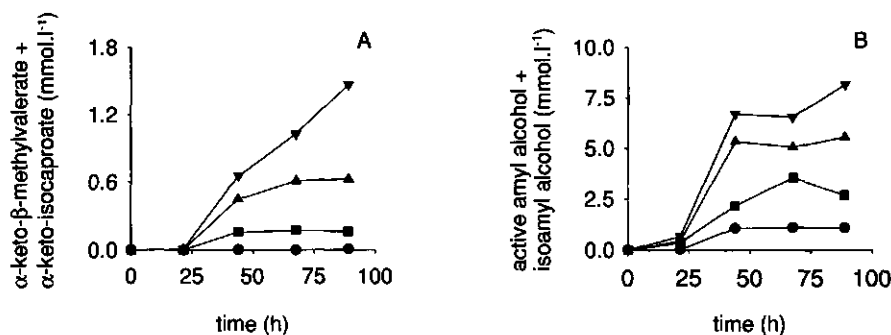 α-keto-β-methylvalerate +
α-keto-isocaproate (mmol.l⁻¹)
A
1.8
1.2
0.6
0.0
0 25 50 75 100
time (h)
active amyl alcohol +
isoamyl alcohol (mmol.l⁻¹)
B
10.0
7.5
5.0
2.5
0.0
0 25 50 75 100
time (h)